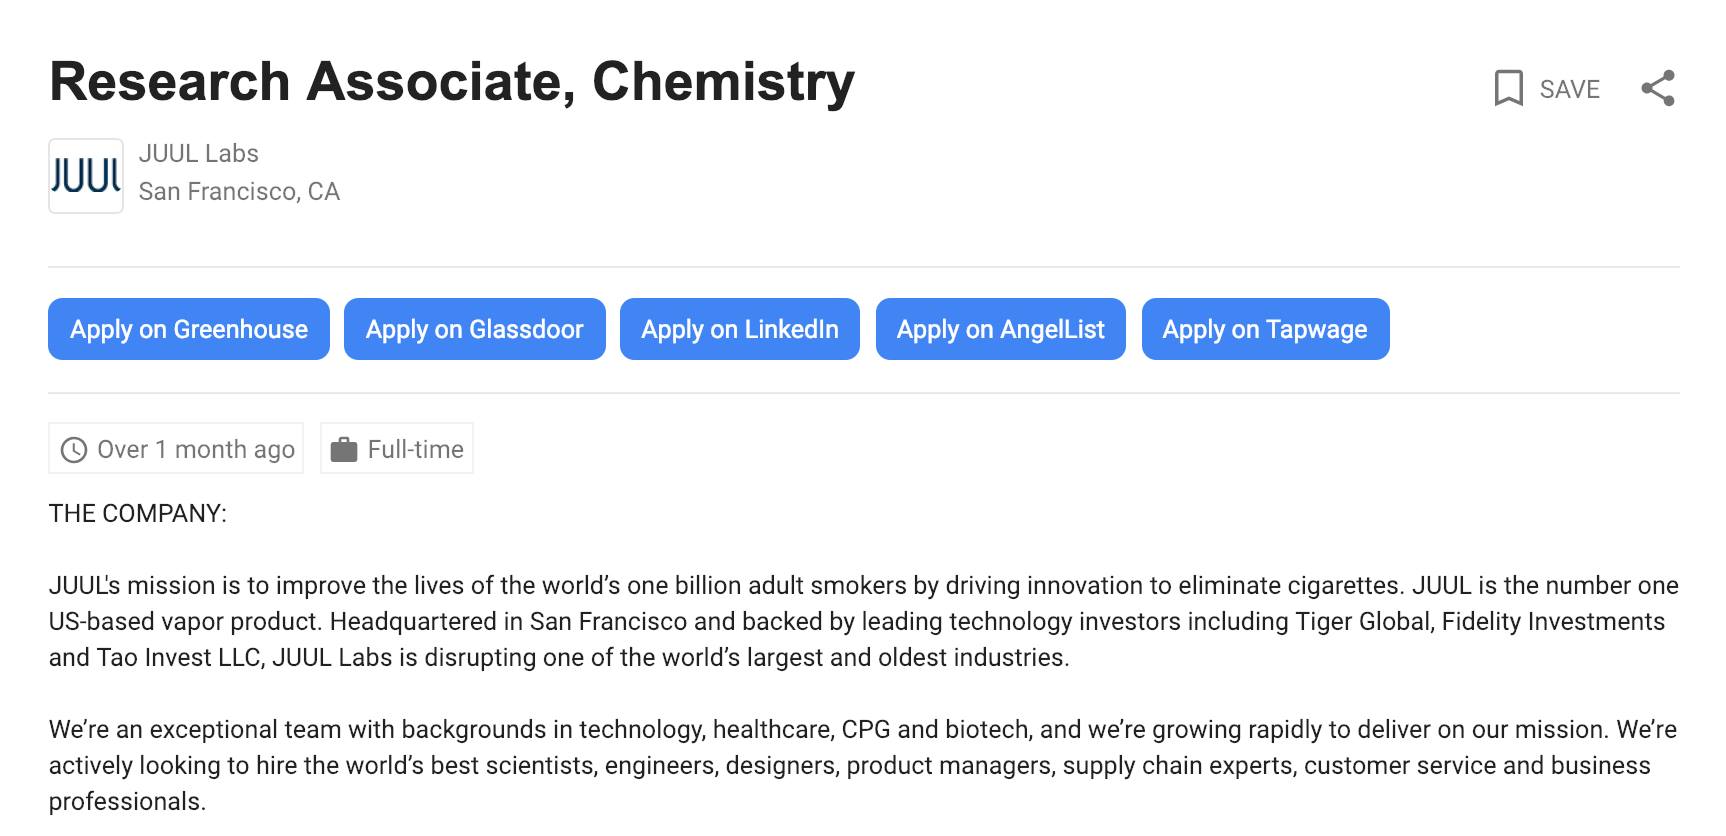 Research Associate, Chemistry
SAVE
JUUL
JUUL Labs
San Francisco, CA
Apply on Greenhouse
Apply on Glassdoor
Apply on LinkedIn
Apply on AngelList
Apply on Tapwage
Over 1 month ago
Full-time
THE COMPANY:
JUUL's mission is to improve the lives of the world’s one billion adult smokers by driving innovation to eliminate cigarettes. JUUL is the number one
US-based vapor product. Headquartered in San Francisco and backed by leading technology investors including Tiger Global, Fidelity Investments
and Tao Invest LLC, JUUL Labs is disrupting one of the world’s largest and oldest industries.
We’re an exceptional team with backgrounds in technology, healthcare, CPG and biotech, and we’re growing rapidly to deliver on our mission. We’re
actively looking to hire the world’s best scientists, engineers, designers, product managers, supply chain experts, customer service and business
professionals.